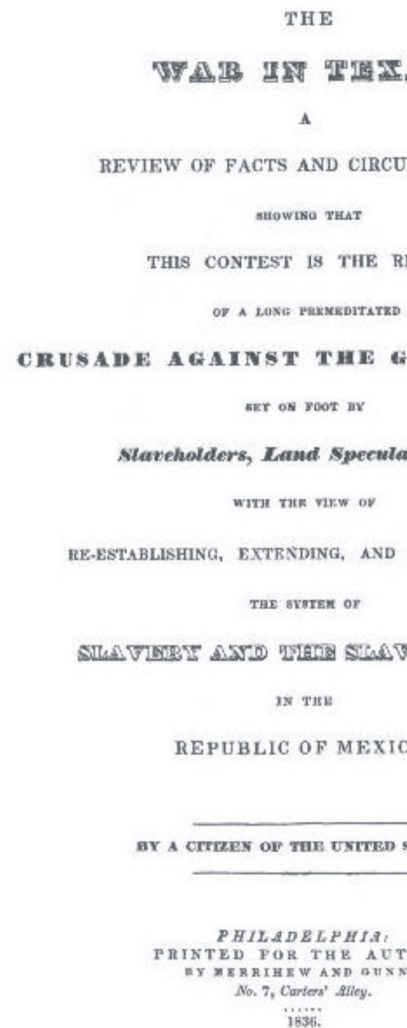 THE
WAR IN TEX
A
REVIEW OF FACTS AND CIRCU
SHOWING THAT
THIS CONTEST IS THE RE
OF A LONG PREMEDITATED
CRUSADE AGAINST THE G
SET ON FOOT BY
Slaveholders, Land Specula
WITH THE VIEW OF
RE-ESTABLISHING, EXTENDING, AND
THE SYSTEM OF
SLAVERY AND THE SLAV
IN THE
REPUBLIC OF MEXIC
BY A CITIZEN OF THE UNITED S
PHILADELPHIA:
PRINTED FOR THE AUT
BY MERRIHEW AND GUNN
No. 7, Carters' Alley.
1836.